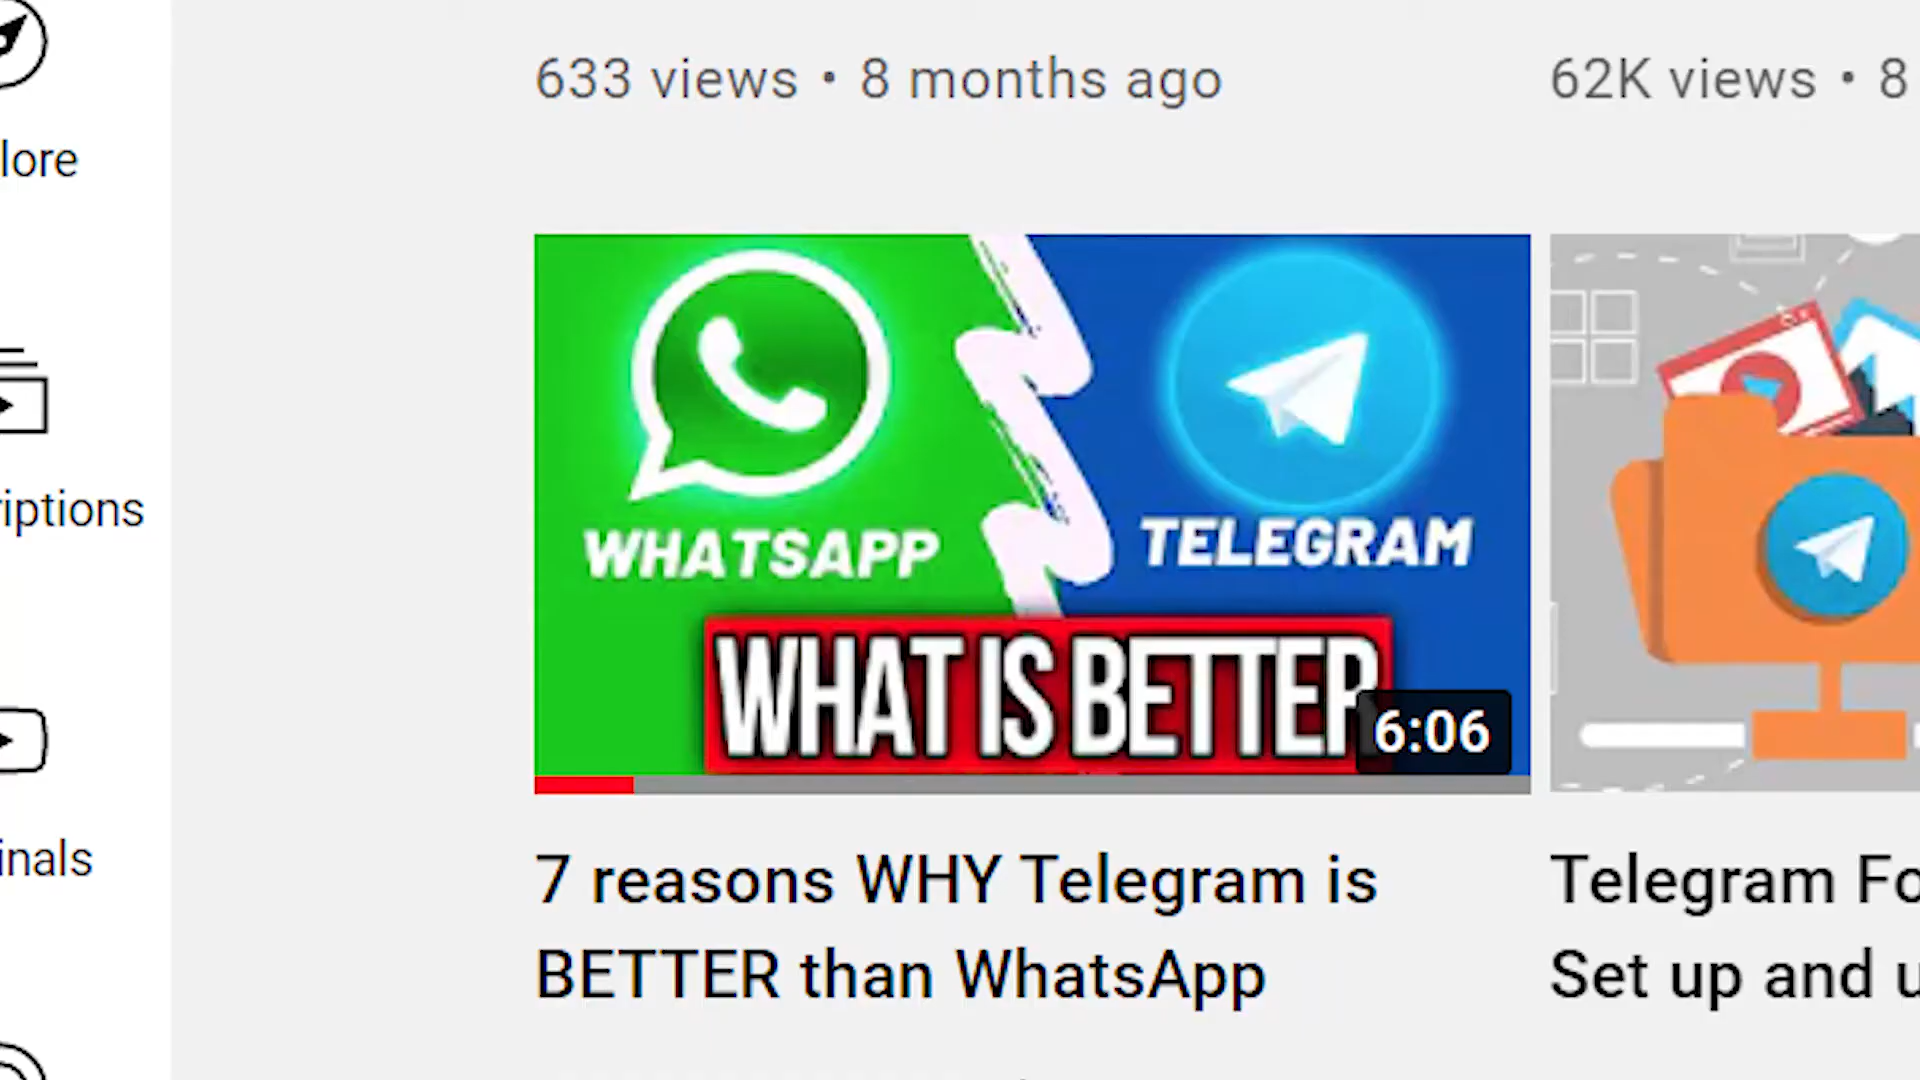 633 views • 8 months ago
62K views • 8
lore
WHATSAPP
TELEGRAM
WHAT IS BETTER
6:06
riptions
inals
7 reasons WHY Telegram is
BETTER than WhatsApp
Telegram Fo
Set up and u